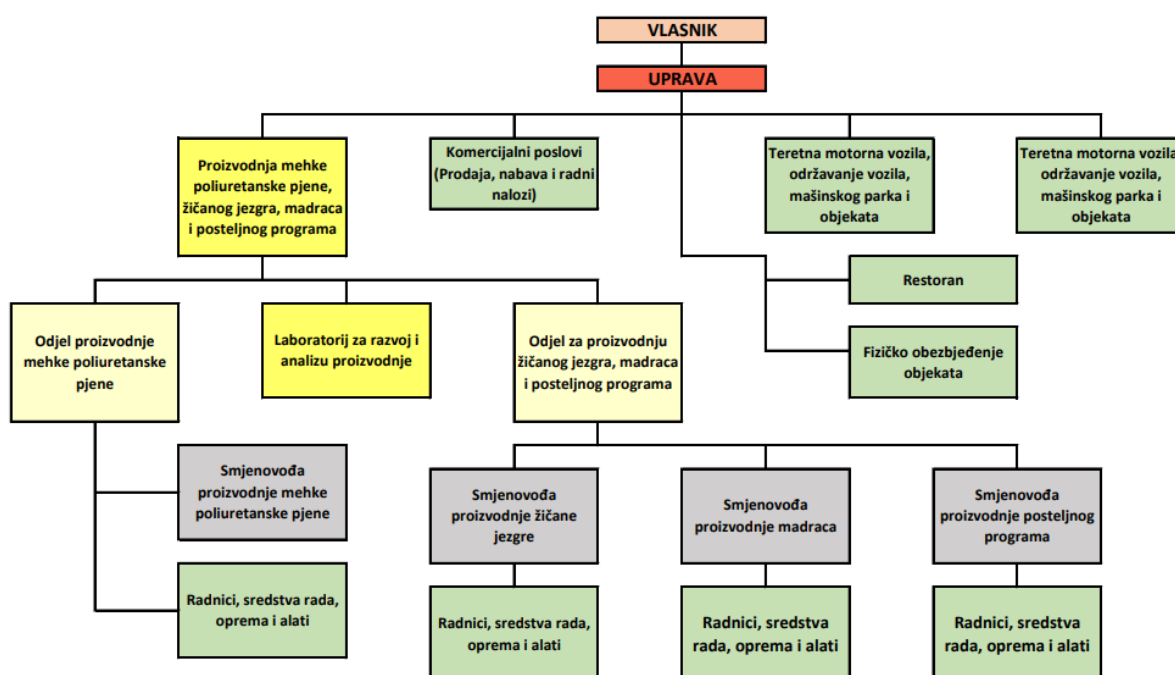 VLASNIK
UPRAVA
Proizvodnja mehke
poliuretanske pjene,
žičanog jezgra, madraca
i posteljnog programa
Komercijalni poslovi
(Prodaja, nabava i radni
nalozi)
Teretna motorna vozila,
održavanje vozila,
mašinskog parka i
objekata
Teretna motorna vozila,
održavanje vozila,
mašinskog parka i
objekata
Restoran
Fizičko obezbjeđenje
objekata
Odjel proizvodnje
mehke poliuretanske
pjene
Laboratorij za razvoj i
analizu proizvodnje
Odjel za proizvodnju
žičanog jezgra, madraca
i posteljnog programa
Smjenovođa
proizvodnje mehke
poliuretanske pjene
Smjenovođa
proizvodnje žičane
jezgre
Smjenovođa
proizvodnje madraca
Smjenovođa
proizvodnje posteljnog
programa
Radnici, sredstva rada,
oprema i alati
Radnici, sredstva rada,
oprema i alati
Radnici, sredstva
rada, oprema i alati
Radnici, sredstva
rada, oprema i alati